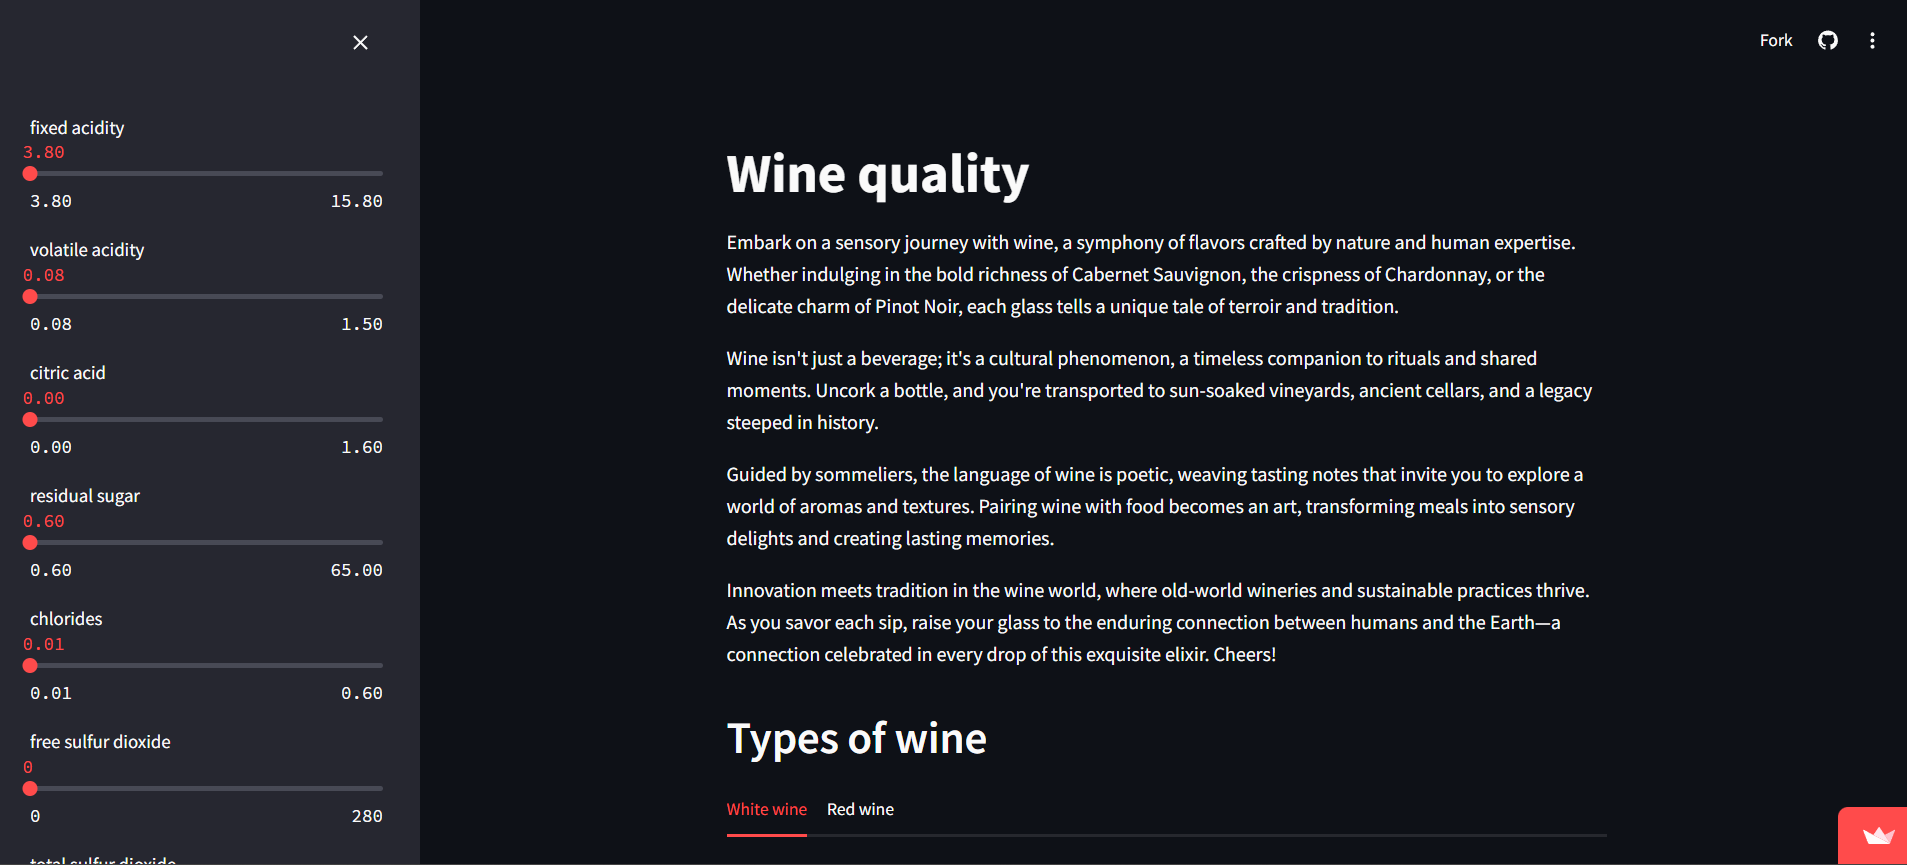 fixed acidity
3.80
3.80 15.80
volatile acidity
0.08
0.08 1.50
citric acid
0.00
0.00 1.60
residual sugar
0.60
0.60 65.00
chlorides
0.01
0.01 0.60
free sulfur dioxide
0
0 280
total sulfur dioxide
Fork
Wine quality
Embark on a sensory journey with wine, a symphony of flavors crafted by nature and human expertise.
Whether indulging in the bold richness of Cabernet Sauvignon, the crispness of Chardonnay, or the
delicate charm of Pinot Noir, each glass tells a unique tale of terroir and tradition.
Wine isn't just a beverage; it's a cultural phenomenon, a timeless companion to rituals and shared
moments. Uncork a bottle, and you're transported to sun-soaked vineyards, ancient cellars, and a legacy
steeped in history.
Guided by sommeliers, the language of wine is poetic, weaving tasting notes that invite you to explore a
world of aromas and textures. Pairing wine with food becomes an art, transforming meals into sensory
delights and creating lasting memories.
Innovation meets tradition in the wine world, where old-world wineries and sustainable practices thrive.
As you savor each sip, raise your glass to the enduring connection between humans and the Earth—a
connection celebrated in every drop of this exquisite elixir. Cheers!
Types of wine
White wine Red wine